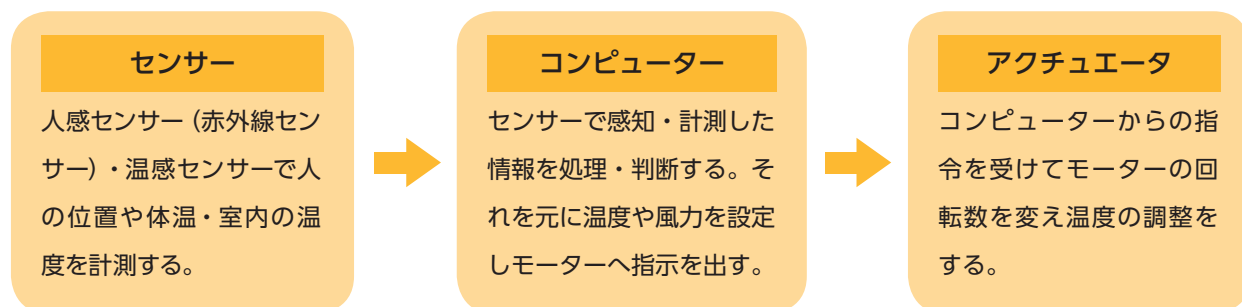 センサー
人感センサー（赤外線セン
サー）・温感センサーで人
の位置や体温・室内の温
度を計測する。
コンピューター
センサーで感知・計測した
情報を処理・判断する。そ
れを元に温度や風力を設定
しモーターへ指示を出す。
アクチュエータ
コンピューターからの指
令を受けてモーターの回
転数を変え温度の調整を
する。